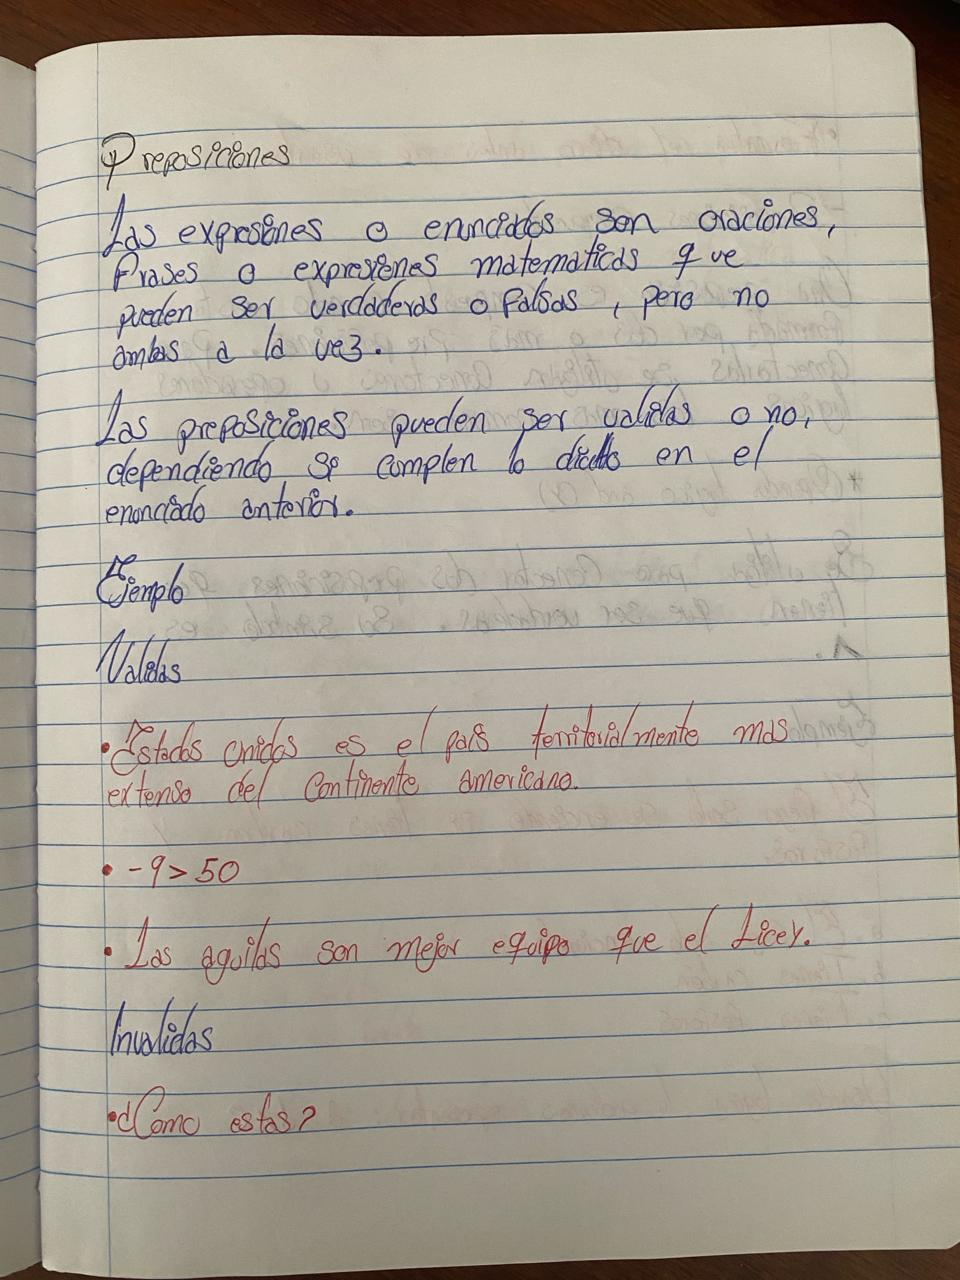 Preposiciones
Las expresiones o enunciados son oraciones,
frases o expresiones matematicas que
pueden ser verdaderas o falsas, pero no
ambas a la vez.
Las preposiciones pueden ser validas o no,
dependiendo se cumplen lo dicho en el
enunciado anterior.
Ejemplo
Validas
• Estados unidos es el país territorialmente mas
extenso del continente americano.
• -9 > 50
• Las aguilas son mejor equipo que el Licey.
Invalidas
• ¿Como estas?